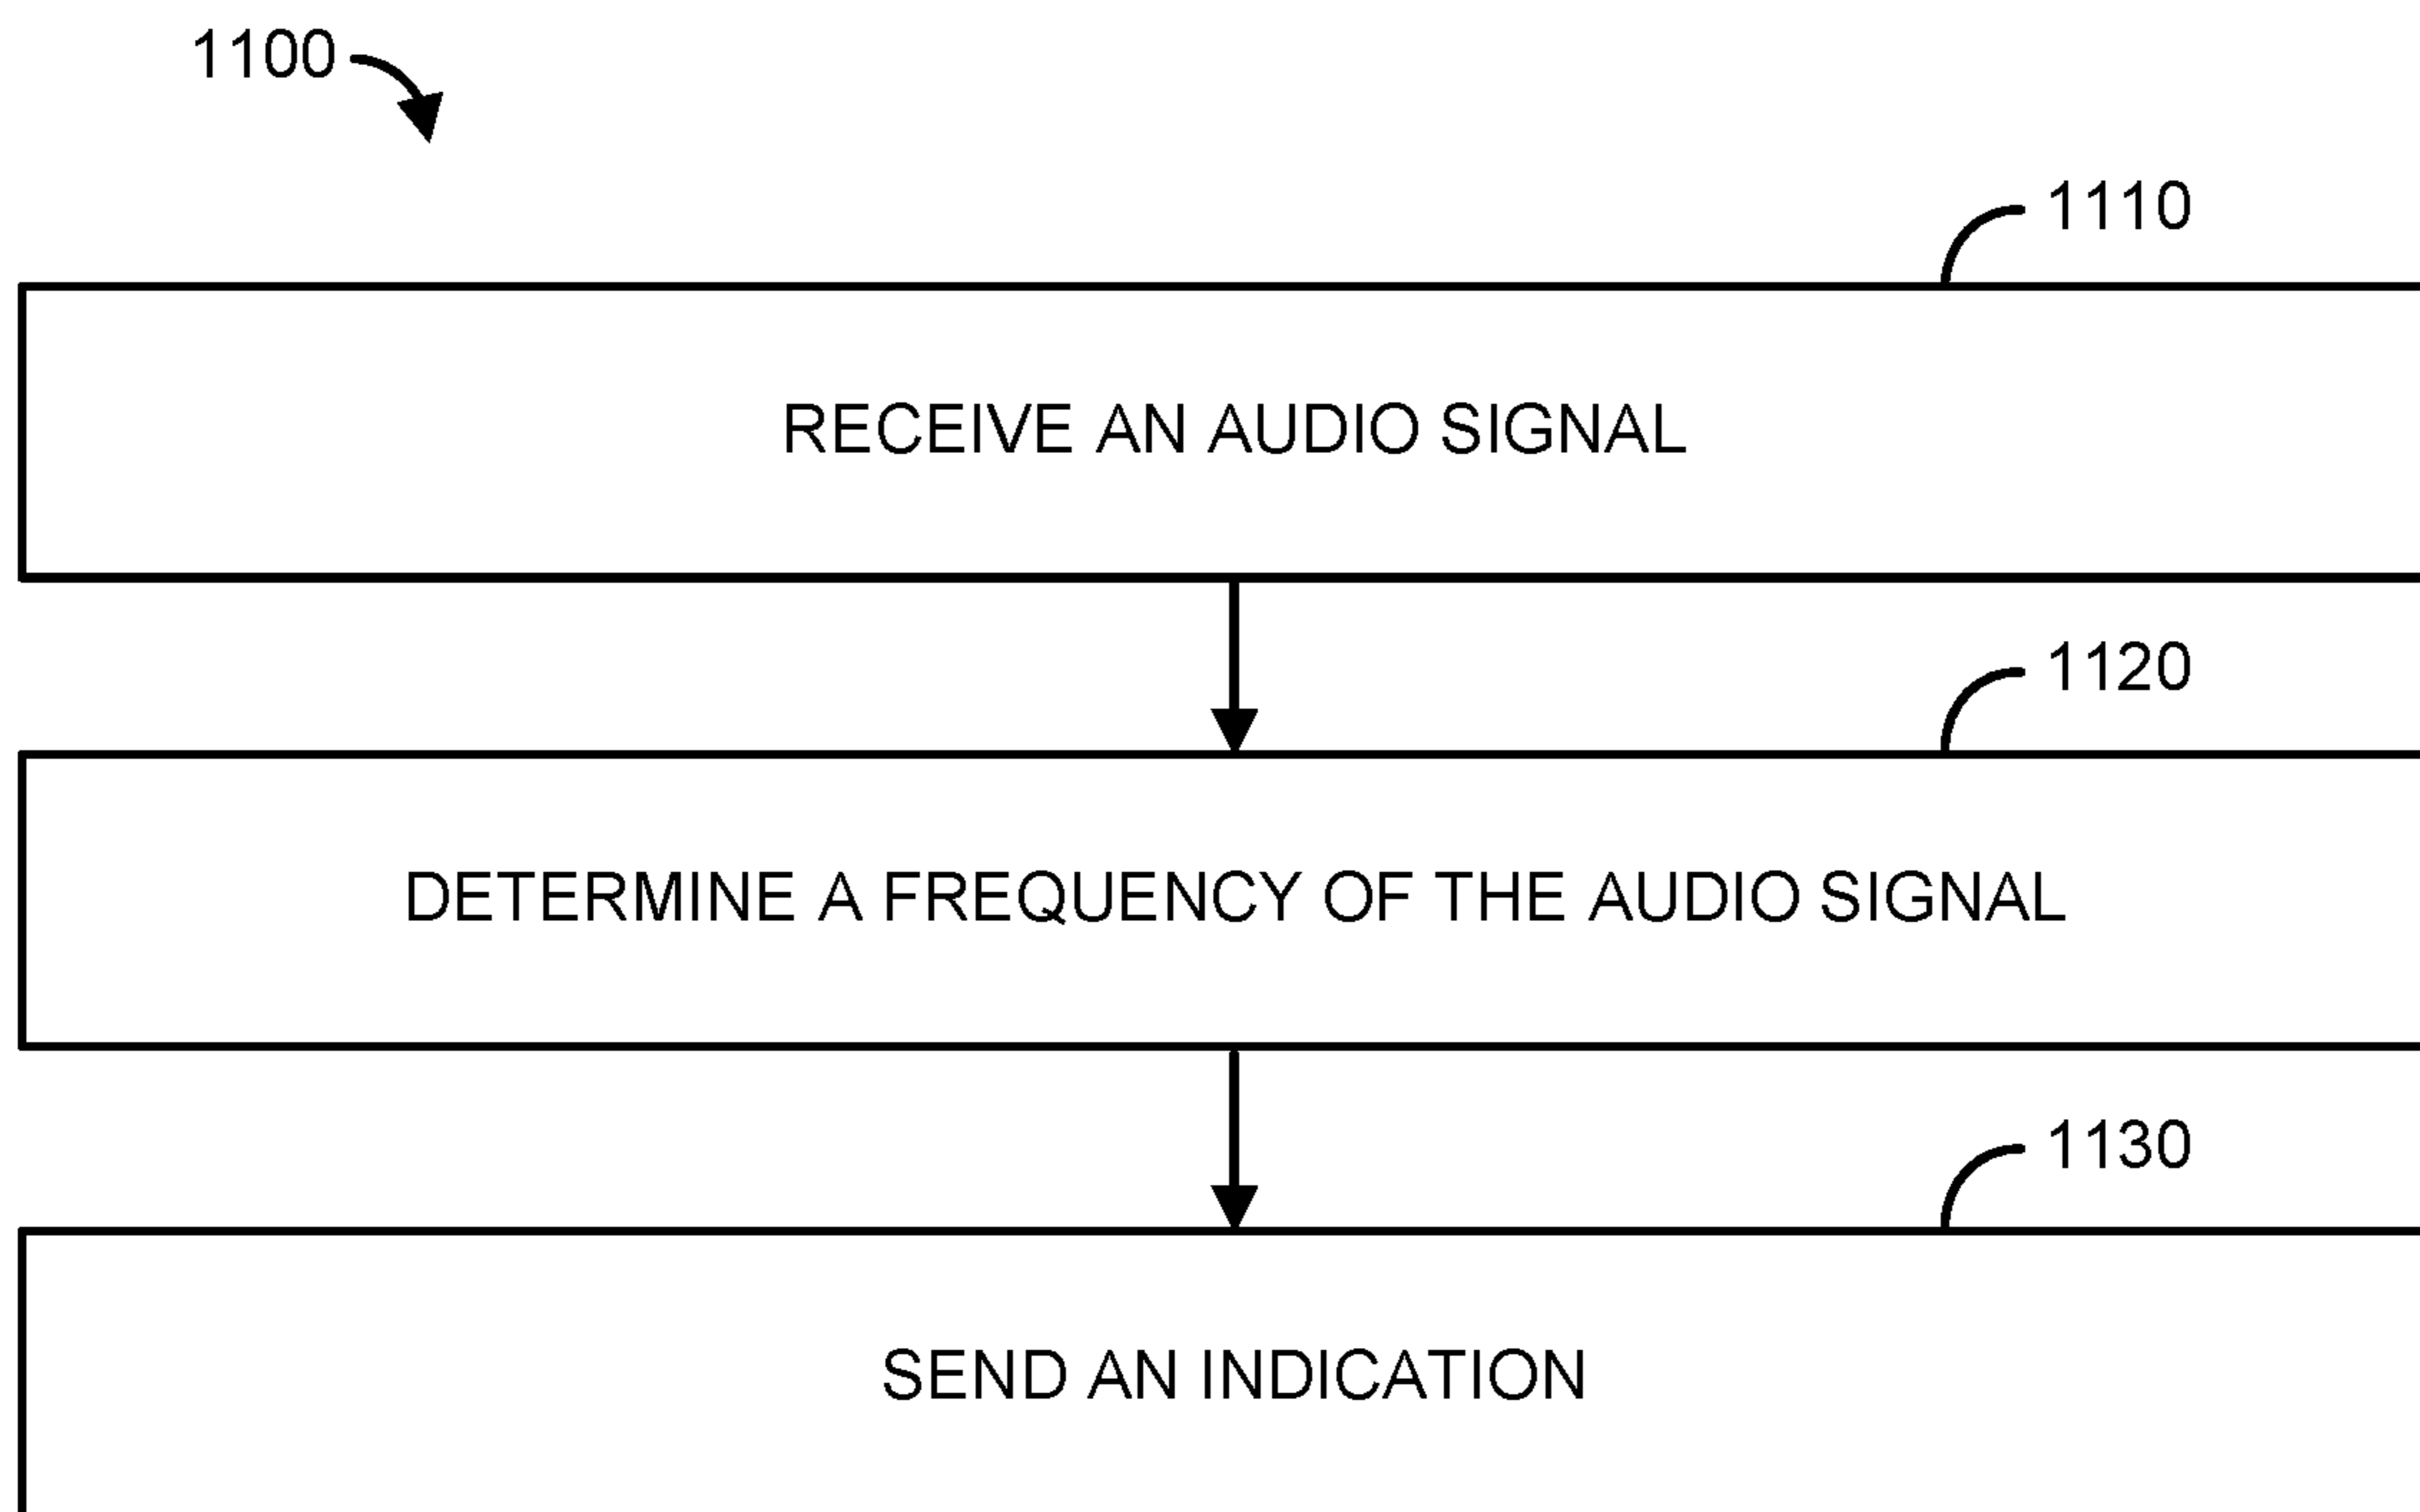 1100
1110
RECEIVE AN AUDIO SIGNAL
1120
DETERMINE A FREQUENCY OF THE AUDIO SIGNAL
1130
SEND AN INDICATION